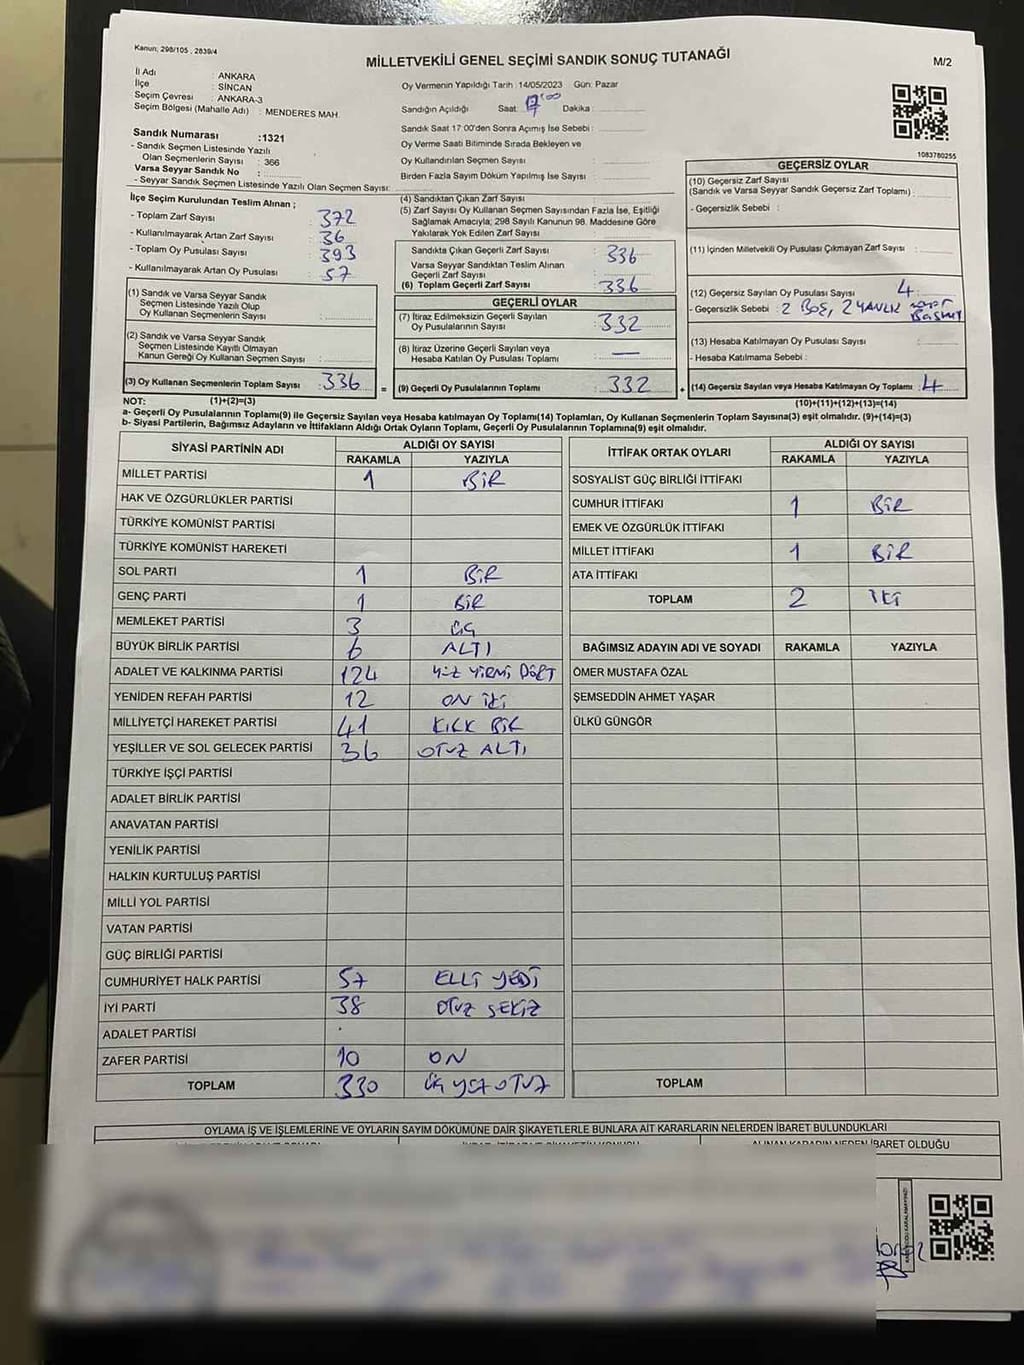 Kanun; 298/105 , 2839/4
MİLLETVEKİLİ GENEL SEÇİMİ SANDIK SONUÇ TUTANAĞI
M/2
İl Adı : ANKARA
İlçe : SİNCAN
Seçim Çevresi : ANKARA-3
Seçim Bölgesi (Mahalle Adı) : MENDERES MAH.
Oy Vermenin Yapıldığı Tarih : 14/05/2023 Gün: Pazar
Sandığın Açıldığı Saat: 17:00 Dakika :
Sandık Saat 17:00'den Sonra Açımış İse Sebebi :
Oy Verme Saati Bitiminde Sırada Bekleyen ve
Oy Kullandırılan Seçmen Sayısı :
Birden Fazla Sayım Döküm Yapılmış İse Sayısı :
1083780255
Sandık Numarası :1321
- Sandık Seçmen Listesinde Yazılı
Olan Seçmenlerin Sayısı : 366
Varsa Seyyar Sandık No :
- Seyyar Sandık Seçmen Listesinde Yazılı Olan Seçmen Sayısı:
İlçe Seçim Kurulundan Teslim Alınan ;
- Toplam Zarf Sayısı : 372
- Kullanılmayarak Artan Zarf Sayısı : 36
- Toplam Oy Pusulası Sayısı : 393
- Kullanılmayarak Artan Oy Pusulası : 57
(1) Sandık ve Varsa Seyyar Sandık
Seçmen Listesinde Yazılı Olup
Oy Kullanan Seçmenlerin Sayısı :
(2) Sandık ve Varsa Seyyar Sandık
Seçmen Listesinde Kayıtlı Olmayan
Kanun Gereği Oy Kullanan Seçmen Sayısı :
(3) Oy Kullanan Seçmenlerin Toplam Sayısı : 336
(4) Sandıktan Çıkan Zarf Sayısı :
(5) Zarf Sayısı Oy Kullanan Seçmen Sayısından Fazla İse, Eşitliği
Sağlamak Amacıyla; 298 Sayılı Kanunun 98. Maddesine Göre
Yakılarak Yok Edilen Zarf Sayısı :
Sandıkta Çıkan Geçerli Zarf Sayısı : 336
Varsa Seyyar Sandıktan Teslim Alınan
Geçerli Zarf Sayısı :
(6) Toplam Geçerli Zarf Sayısı : 336
GEÇERLİ OYLAR
(7) İtiraz Edilmeksizin Geçerli Sayılan
Oy Pusulalarının Sayısı : 332
(8) İtiraz Üzerine Geçerli Sayılan veya
Hesaba Katılan Oy Pusulası Toplamı : —
= (9) Geçerli Oy Pusulalarının Toplamı : 332
GEÇERSİZ OYLAR
(10) Geçersiz Zarf Sayısı
(Sandık ve Varsa Seyyar Sandık Geçersiz Zarf Toplamı) :
- Geçersizlik Sebebi :
(11) İçinden Milletvekili Oy Pusulası Çıkmayan Zarf Sayısı :
(12) Geçersiz Sayılan Oy Pusulası Sayısı : 4
- Geçersizlik Sebebi : 2 BOŞ, 2 YANLIK
(13) Hesaba Katılmayan Oy Pusulası Sayısı :
- Hesaba Katılmama Sebebi :
+ (14) Geçersiz Sayılan veya Hesaba Katılmayan Oy Toplamı : 4
NOT: (1)+(2)=(3)
(10)+(11)+(12)+(13)=(14)
a- Geçerli Oy Pusulalarının Toplamı(9) ile Geçersiz Sayılan veya Hesaba katılmayan Oy Toplamı(14) Toplamları, Oy Kullanan Seçmenlerin Toplam Sayısına(3) eşit olmalıdır. (9)+(14)=(3)
b- Siyasi Partilerin, Bağımsız Adayların ve İttifakların Aldığı Oyların Toplamı, Geçerli Oy Pusulalarının Toplamına(9) eşit olmalıdır.
SİYASİ PARTİNİN ADI ALDIĞI OY SAYISI
RAKAMLA YAZIYLA
MİLLET PARTİSİ 1 BİR
HAK VE ÖZGÜRLÜKLER PARTİSİ
TÜRKİYE KOMÜNİST PARTİSİ
TÜRKİYE KOMÜNİST HAREKETİ
SOL PARTİ 1 BİR
GENÇ PARTİ 1 BİR
MEMLEKET PARTİSİ 3 ÜÇ
BÜYÜK BİRLİK PARTİSİ 6 ALTI
ADALET VE KALKINMA PARTİSİ 124 YÜZ YİRMİ DÖRT
YENİDEN REFAH PARTİSİ 12 ON İKİ
MİLLİYETÇİ HAREKET PARTİSİ 41 KIRK BİR
YEŞİLLER VE SOL GELECEK PARTİSİ 36 OTUZ ALTI
TÜRKİYE İŞÇİ PARTİSİ
ADALET BİRLİK PARTİSİ
ANAVATAN PARTİSİ
YENİLİK PARTİSİ
HALKIN KURTULUŞ PARTİSİ
MİLLİ YOL PARTİSİ
VATAN PARTİSİ
GÜÇ BİRLİĞİ PARTİSİ
CUMHURİYET HALK PARTİSİ 57 ELLİ YEDİ
İYİ PARTİ 38 OTUZ SEKİZ
ADALET PARTİSİ
ZAFER PARTİSİ 10 ON
TOPLAM 330 ÜÇ YÜZ OTUZ
İTTİFAK ORTAK OYLARI ALDIĞI OY SAYISI
RAKAMLA YAZIYLA
SOSYALİST GÜÇ BİRLİĞİ İTTİFAKI
CUMHUR İTTİFAKI 1 BİR
EMEK VE ÖZGÜRLÜK İTTİFAKI
MİLLET İTTİFAKI 1 BİR
ATA İTTİFAKI
TOPLAM 2 İKİ
BAĞIMSIZ ADAYIN ADI VE SOYADI RAKAMLA YAZIYLA
ÖMER MUSTAFA ÖZAL
ŞEMSEDDİN AHMET YAŞAR
ÜLKÜ GÜNGÖR
TOPLAM
OYLAMA İŞ VE İŞLEMLERİNE VE OYLARIN SAYIM DÖKÜMÜNE DAİR ŞİKAYETLERLE BUNLARA AİT KARARLARIN NELERDEN İBARET BULUNDUKLARI
ALINAN KARARIN NEDEN İBARET OLDUĞU